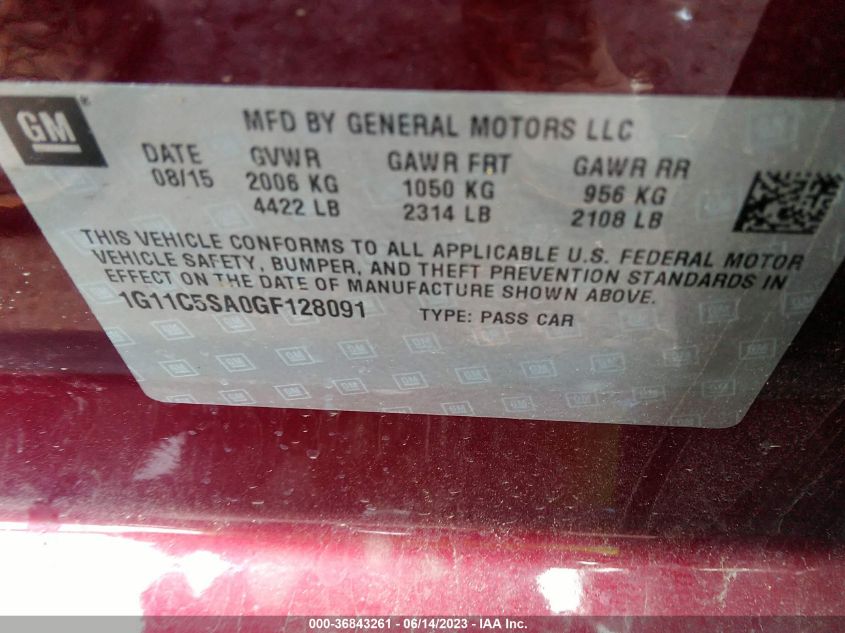 GM ®
MFD BY GENERAL MOTORS LLC
DATE GVWR GAWR FRT GAWR RR
08/15 2006 KG 1050 KG 956 KG
4422 LB 2314 LB 2108 LB
THIS VEHICLE CONFORMS TO ALL APPLICABLE U.S. FEDERAL MOTOR
VEHICLE SAFETY, BUMPER, AND THEFT PREVENTION STANDARDS IN
EFFECT ON THE DATE OF MANUFACTURE SHOWN ABOVE.
1G11C5SA0GF128091 TYPE: PASS CAR
000-36843261 - 06/14/2023 - IAA Inc.